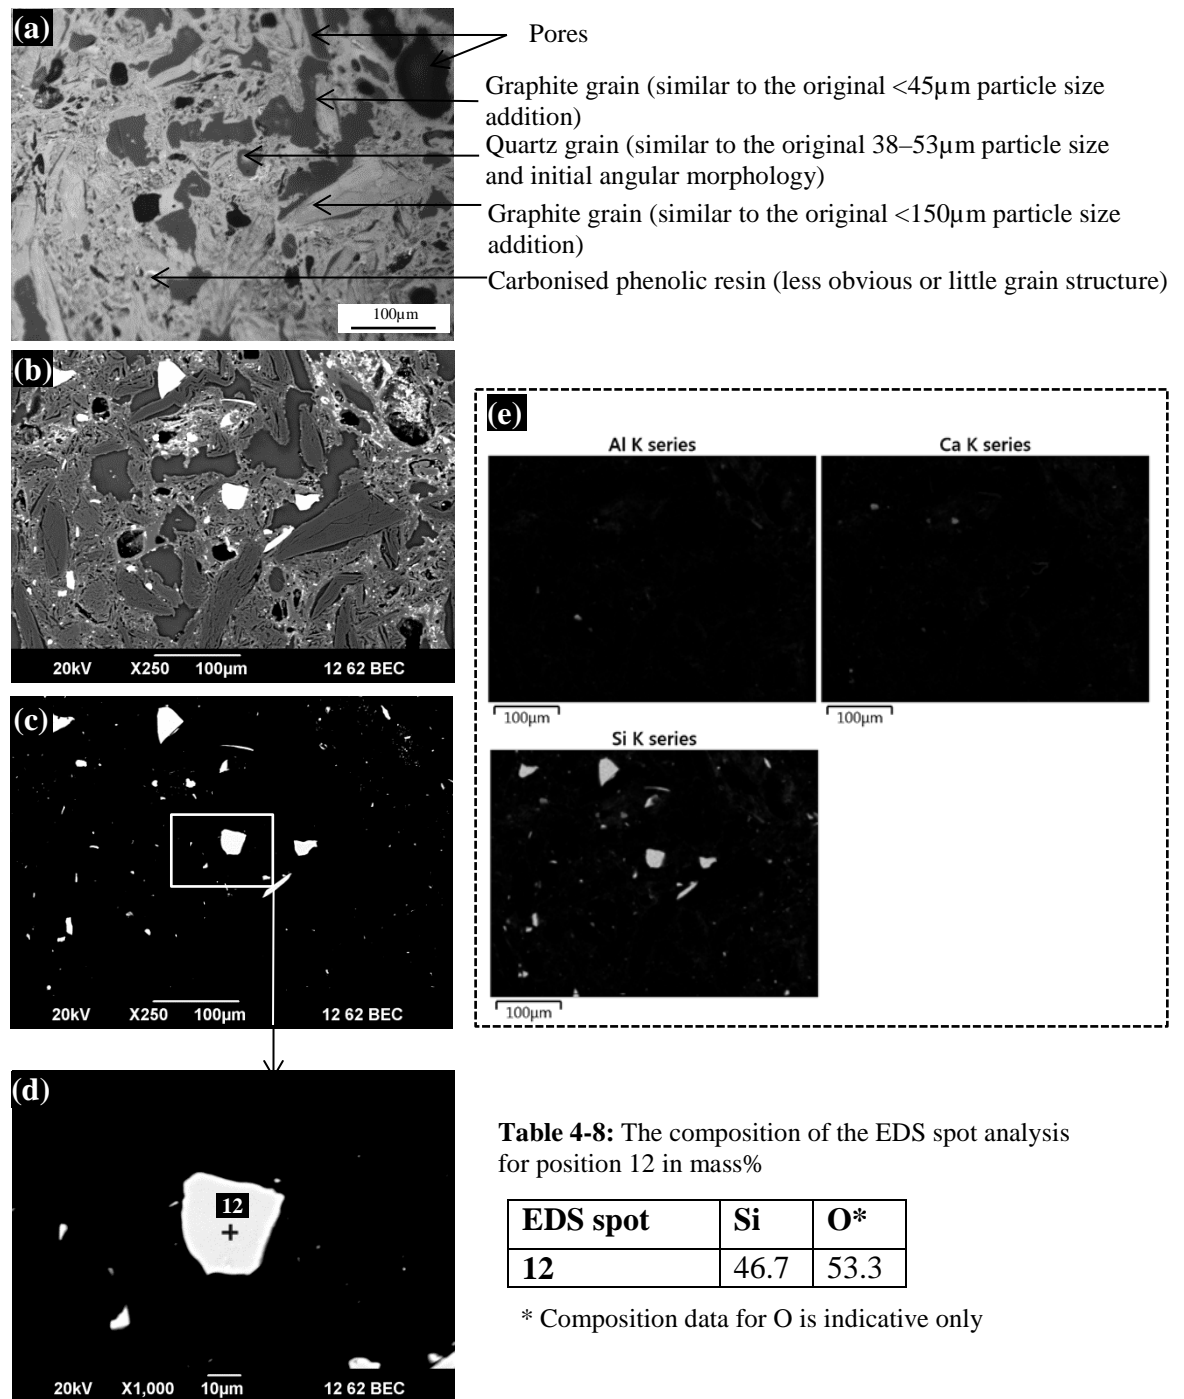 (a)
Pores
Graphite grain (similar to the original <45µm particle size
addition)
Quartz grain (similar to the original 38–53µm particle size
and initial angular morphology)
Graphite grain (similar to the original <150µm particle size
addition)
Carbonised phenolic resin (less obvious or little grain structure)
100µm
(b)
20kV X250 100µm 12 62 BEC
(c)
20kV X250 100µm 12 62 BEC
(e)
Al K series
Ca K series
100µm
100µm
Si K series
100µm
(d)
12
20kV X1,000 10µm 12 62 BEC
Table 4-8: The composition of the EDS spot analysis
for position 12 in mass%
EDS spot Si O*
12 46.7 53.3
* Composition data for O is indicative only